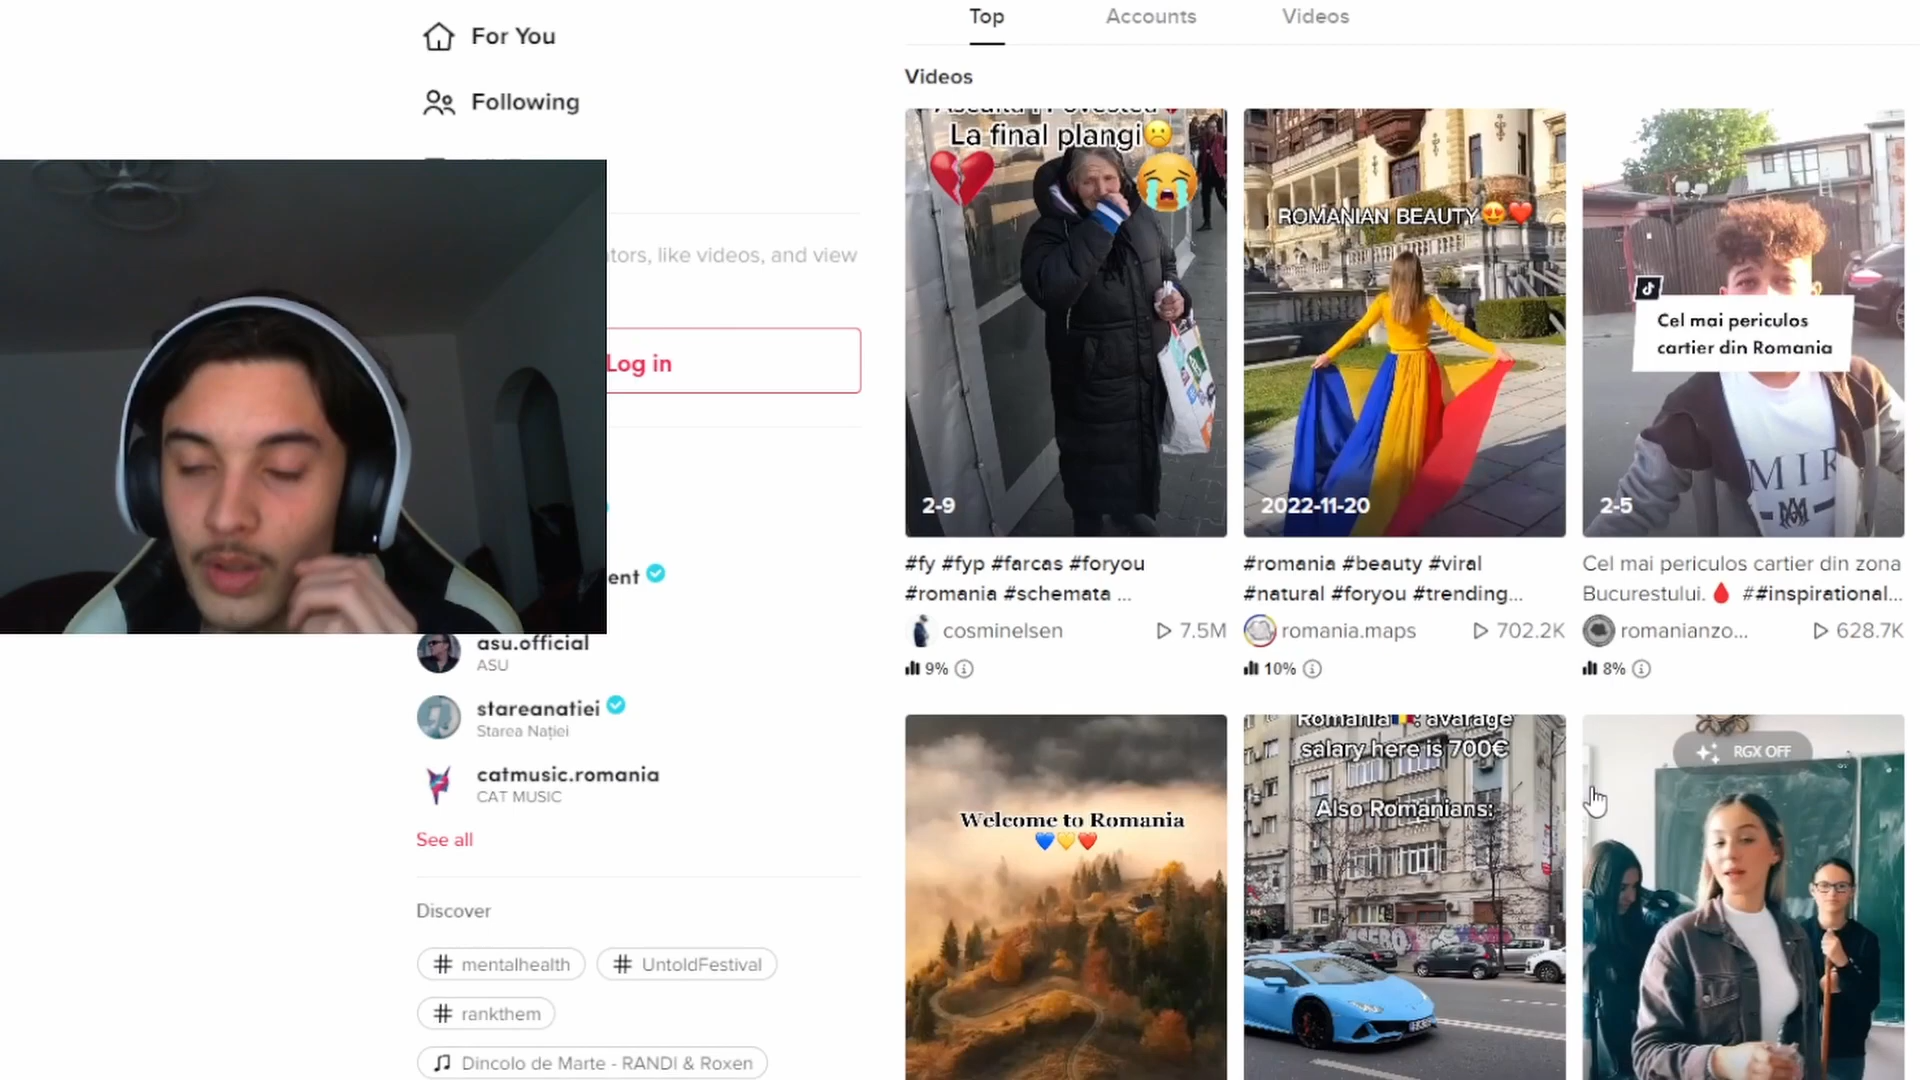 For You
Following
ators, like videos, and view
Log in
ent
asu.official
ASU
stareanatiei
Starea Nației
catmusic.romania
CAT MUSIC
See all
Discover
# mentalhealth
# UntoldFestival
# rankthem
Dincolo de Marte - RANDI & Roxen
Top
Accounts
Videos
Videos
La final plangi☹️
2-9
#fy #fyp #farcas #foryou
#romania #schemata ...
cosminelsen
7.5M
9%
ROMANIAN BEAUTY😍❤️
2022-11-20
#romania #beauty #viral
#natural #foryou #trending...
romania.maps
702.2K
10%
Cel mai periculos
cartier din Romania
MIR
2-5
Cel mai periculos cartier din zona
Bucurestului. 🩸 ##inspirational...
romanianzo...
628.7K
8%
Welcome to Romania
💙💛❤️
Romania🇷🇴: avarage
salary here is 700€
Also Romanians:
RGX OFF